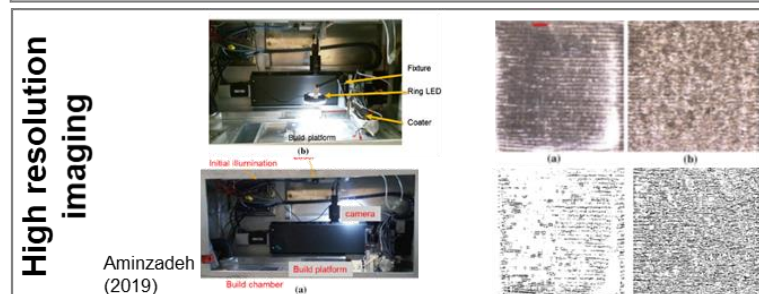 High resolution
imaging
Aminzadeh
(2019)
Fixture
Ring LED
Coater
Build platform
(b)
Initial illumination
camera
Build platform
Build chamber
(a)
(a)
(b)